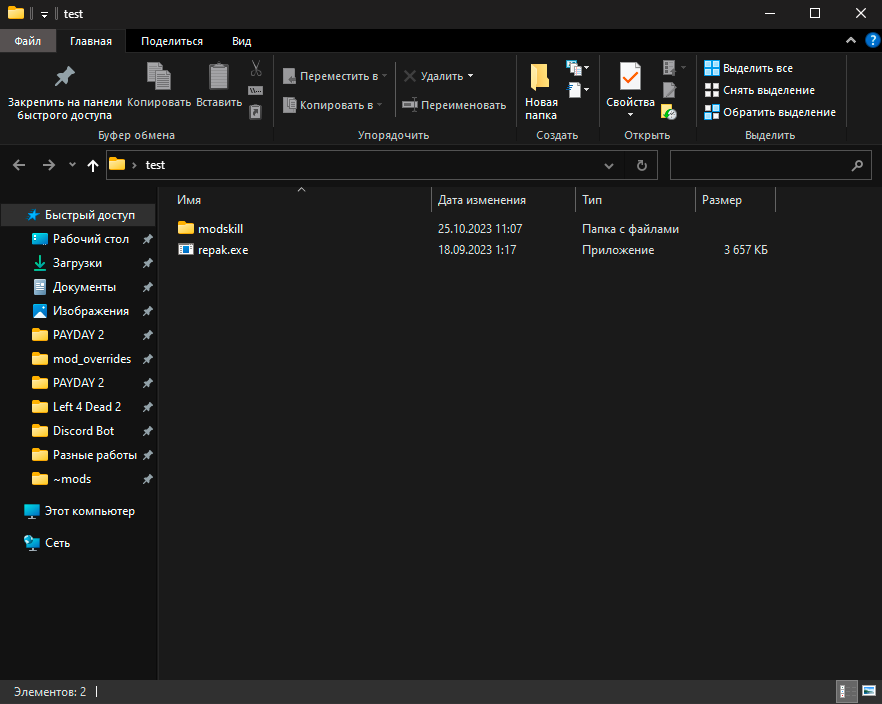 test
Файл Главная Поделиться Вид
Закрепить на панели
быстрого доступа
Копировать
Вставить
Буфер обмена
Переместить в
Копировать в
Удалить
Переименовать
Упорядочить
Новая
папка
Создать
Свойства
Открыть
Выделить все
Снять выделение
Обратить выделение
Выделить
test
Имя Дата изменения Тип Размер
modskill 25.10.2023 11:07 Папка с файлами
repak.exe 18.09.2023 1:17 Приложение 3 657 КБ
Быстрый доступ
Рабочий стол
Загрузки
Документы
Изображения
PAYDAY 2
mod_overrides
PAYDAY 2
Left 4 Dead 2
Discord Bot
Разные работы
~mods
Этот компьютер
Сеть
Элементов: 2